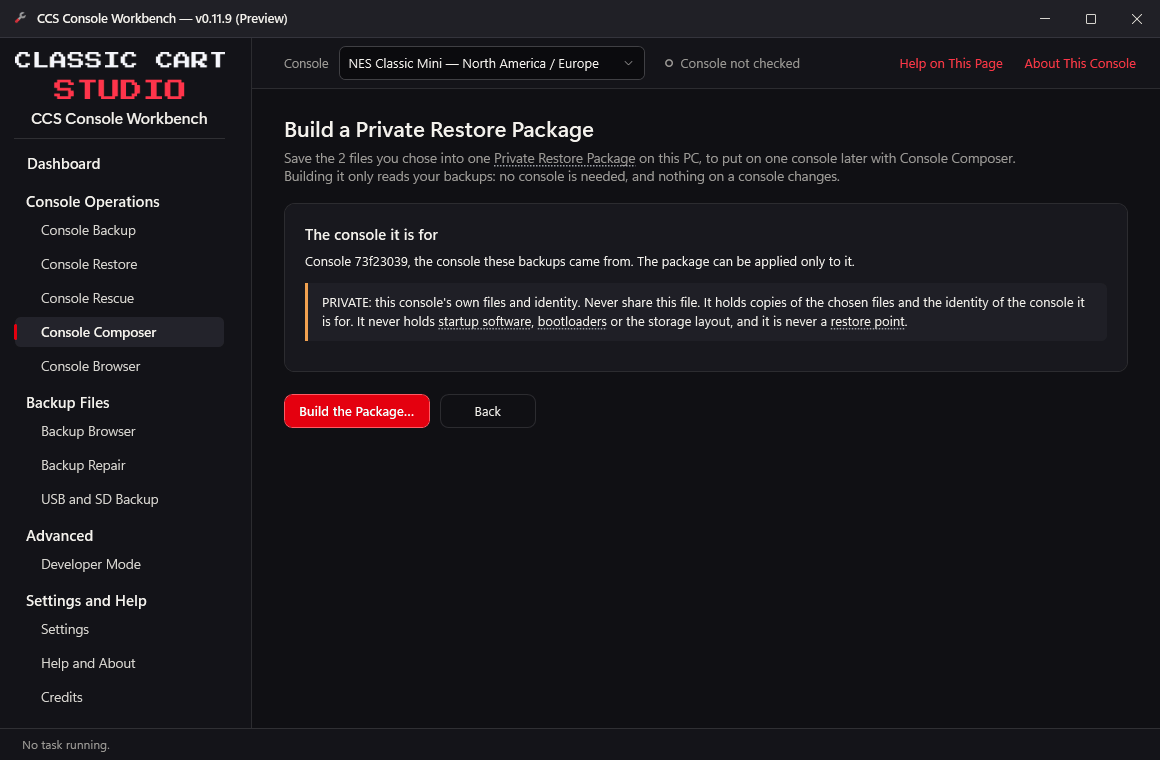 CCS Console Workbench — v0.11.9 (Preview)
CLASSIC CART
STUDIO
CCS Console Workbench
Dashboard
Console Operations
Console Backup
Console Restore
Console Rescue
Console Composer
Console Browser
Backup Files
Backup Browser
Backup Repair
USB and SD Backup
Advanced
Developer Mode
Settings and Help
Settings
Help and About
Credits
Console
NES Classic Mini — North America / Europe
Console not checked
Help on This Page
About This Console
Build a Private Restore Package
Save the 2 files you chose into one Private Restore Package on this PC, to put on one console later with Console Composer.
Building it only reads your backups: no console is needed, and nothing on a console changes.
The console it is for
Console 73f23039, the console these backups came from. The package can be applied only to it.
PRIVATE: this console's own files and identity. Never share this file. It holds copies of the chosen files and the identity of the console it
is for. It never holds startup software, bootloaders or the storage layout, and it is never a restore point.
Build the Package...
Back
No task running.